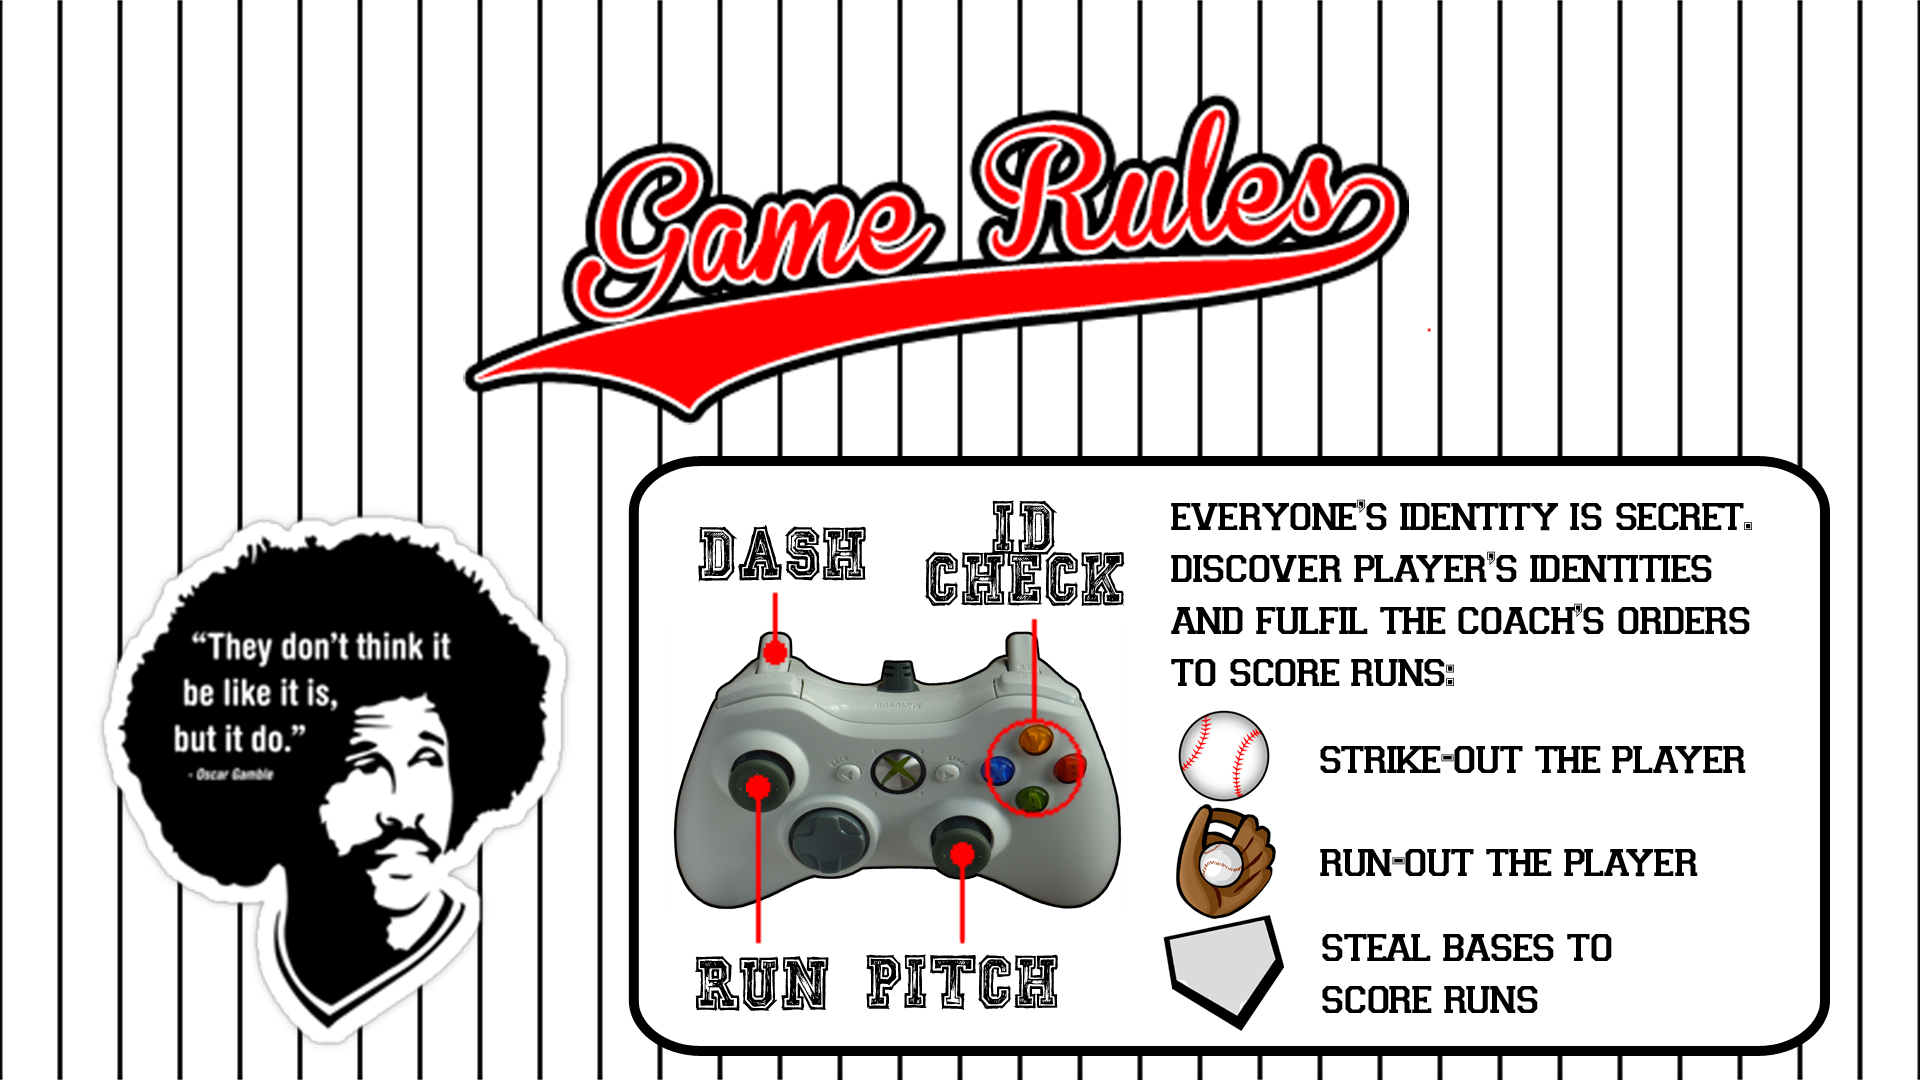 Game Rules
"They don't think it
be like it is,
but it do."
- Oscar Gamble
DASH
ID
CHECK
RUN
PITCH
EVERYONE'S IDENTITY IS SECRET.
DISCOVER PLAYER'S IDENTITIES
AND FULFIL THE COACH'S ORDERS
TO SCORE RUNS:
STRIKE-OUT THE PLAYER
RUN-OUT THE PLAYER
STEAL BASES TO
SCORE RUNS